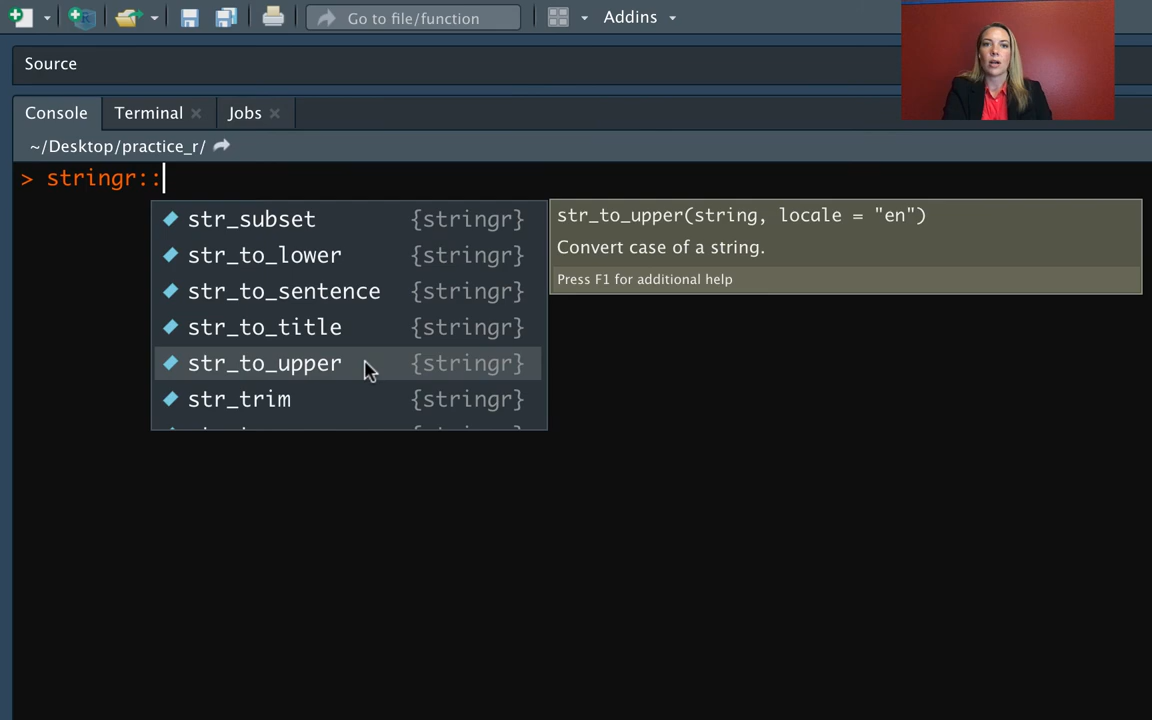 Go to file/function
Addins
Source
Console
Terminal
Jobs
~/Desktop/practice_r/
> stringr::
str_subset {stringr}
str_to_lower {stringr}
str_to_sentence {stringr}
str_to_title {stringr}
str_to_upper {stringr}
str_trim {stringr}
str_to_upper(string, locale = "en")
Convert case of a string.
Press F1 for additional help